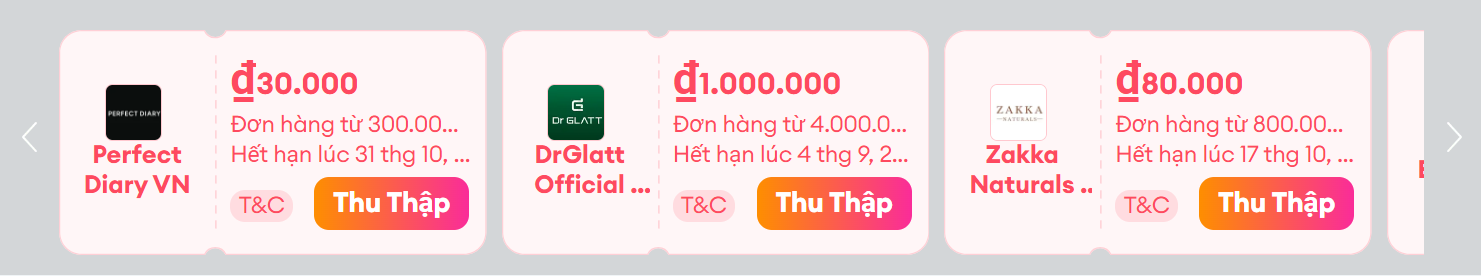 PERFECT DIARY
Perfect
Diary VN
₫30.000
Đơn hàng từ 300.00...
Hết hạn lúc 31 thg 10, ...
T&C
Thu Thập
Dr GLATT
DrGlatt
Official ...
₫1.000.000
Đơn hàng từ 4.000.0...
Hết hạn lúc 4 thg 9, 2...
T&C
Thu Thập
ZAKKA
NATURALS
Zakka
Naturals ..
₫80.000
Đơn hàng từ 800.00...
Hết hạn lúc 17 thg 10, ...
T&C
Thu Thập